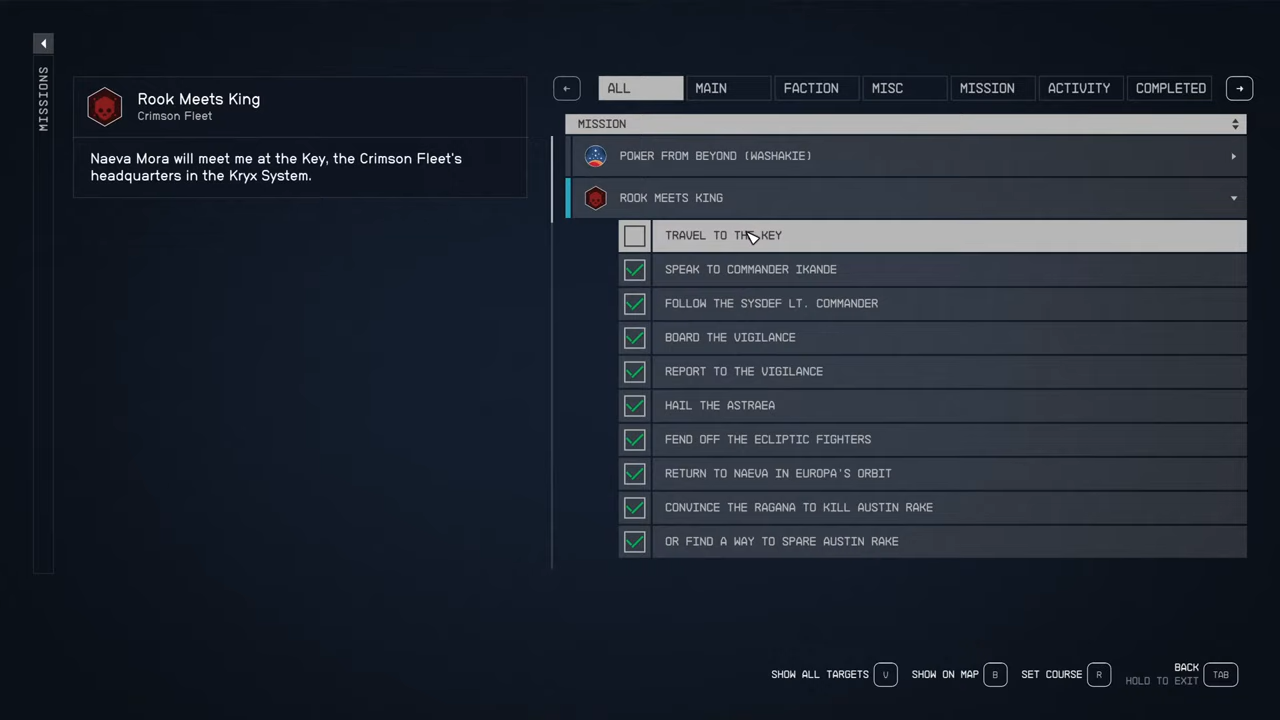 MISSIONS
Rook Meets King
Crimson Fleet
Naeva Mora will meet me at the Key, the Crimson Fleet's
headquarters in the Kryx System.
ALL
MAIN
FACTION
MISC
MISSION
ACTIVITY
COMPLETED
MISSION
POWER FROM BEYOND (WASHAKIE)
ROOK MEETS KING
TRAVEL TO THE KEY
SPEAK TO COMMANDER IKANDE
FOLLOW THE SYSDEF LT. COMMANDER
BOARD THE VIGILANCE
REPORT TO THE VIGILANCE
HAIL THE ASTRAEA
FEND OFF THE ECLIPTIC FIGHTERS
RETURN TO NAEVA IN EUROPA'S ORBIT
CONVINCE THE RAGANA TO KILL AUSTIN RAKE
OR FIND A WAY TO SPARE AUSTIN RAKE
SHOW ALL TARGETS V
SHOW ON MAP B
SET COURSE R
BACK
HOLD TO EXIT TAB